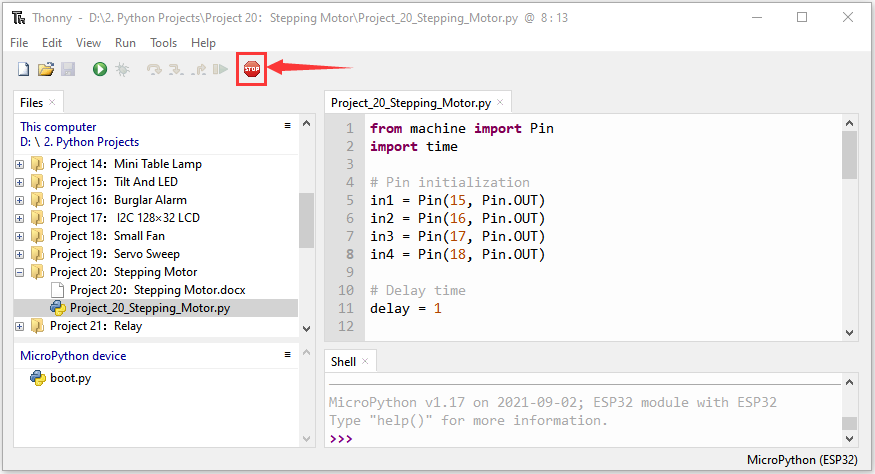 Thonny - D:\2. Python Projects\Project 20：Stepping Motor\Project_20_Stepping_Motor.py @ 8 : 13
File Edit View Run Tools Help
STOP
Files
This computer
D: \ 2. Python Projects
Project 14：Mini Table Lamp
Project 15：Tilt And LED
Project 16：Burglar Alarm
Project 17： I2C 128×32 LCD
Project 18：Small Fan
Project 19：Servo Sweep
Project 20：Stepping Motor
Project 20：Stepping Motor.docx
Project_20_Stepping_Motor.py
Project 21：Relay
MicroPython device
boot.py
Project_20_Stepping_Motor.py
1 from machine import Pin
2 import time
3
4 # Pin initialization
5 in1 = Pin(15, Pin.OUT)
6 in2 = Pin(16, Pin.OUT)
7 in3 = Pin(17, Pin.OUT)
8 in4 = Pin(18, Pin.OUT)
9
10 # Delay time
11 delay = 1
12
Shell
MicroPython v1.17 on 2021-09-02; ESP32 module with ESP32
Type "help()" for more information.
>>>
MicroPython (ESP32)